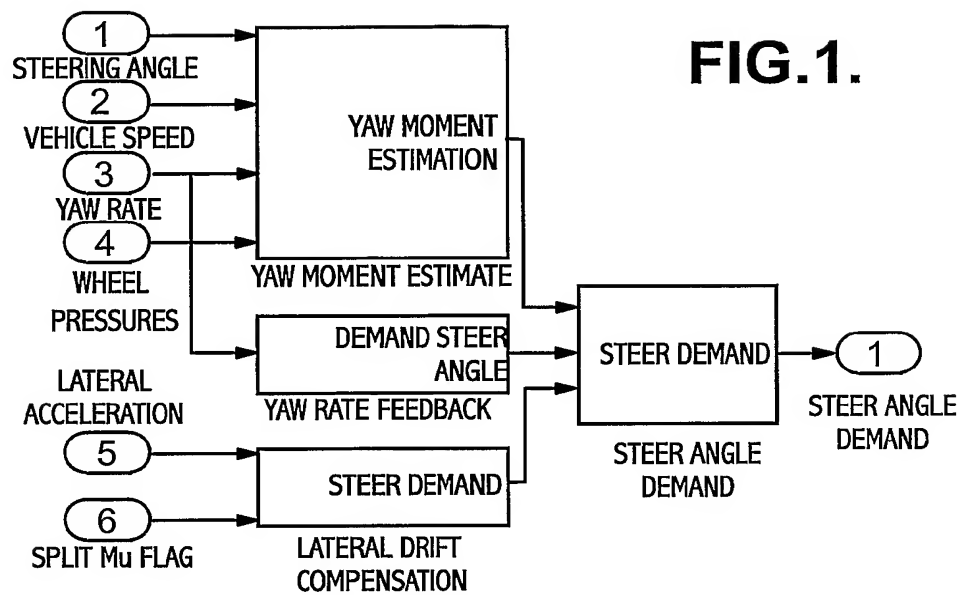 FIG.1.
1
STEERING ANGLE
2
VEHICLE SPEED
3
YAW RATE
4
WHEEL
PRESSURES
YAW MOMENT
ESTIMATION
YAW MOMENT ESTIMATE
DEMAND STEER
ANGLE
YAW RATE FEEDBACK
LATERAL
ACCELERATION
5
6
SPLIT Mu FLAG
STEER DEMAND
LATERAL DRIFT
COMPENSATION
STEER DEMAND
STEER ANGLE
DEMAND
1
STEER ANGLE
DEMAND